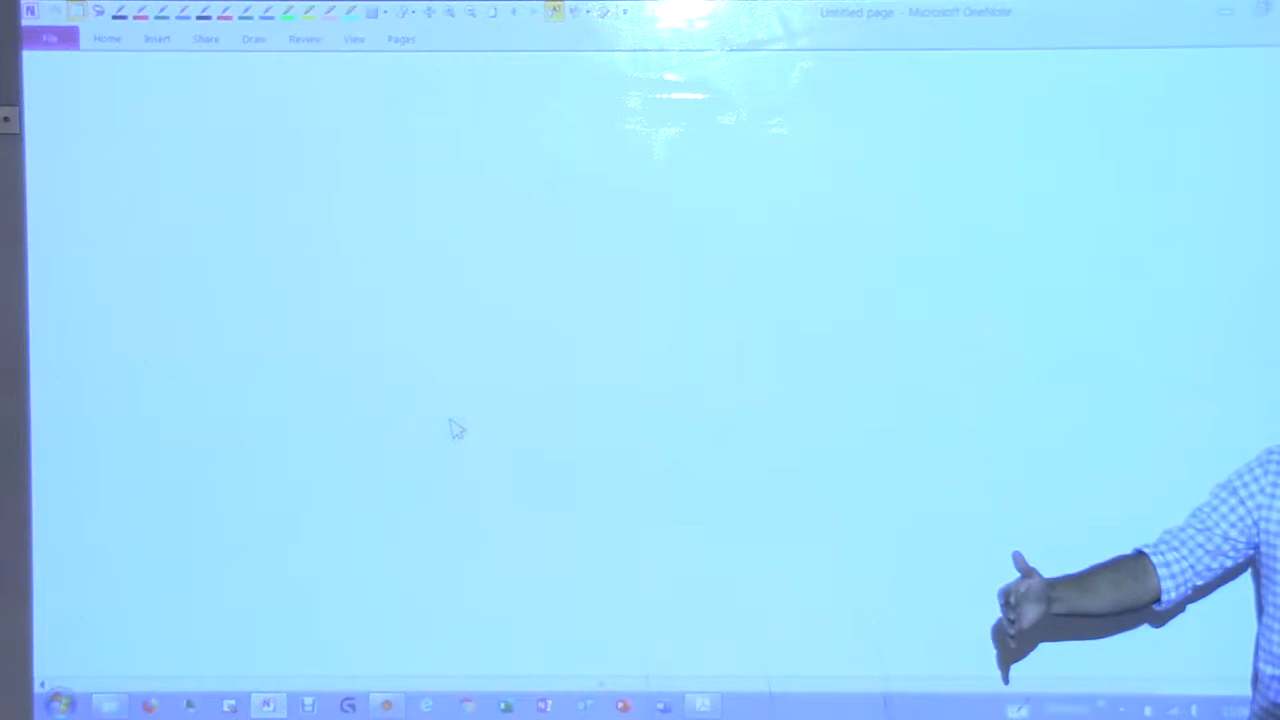 Untitled page - Microsoft OneNote
File Home Insert Share Draw Review View Pages